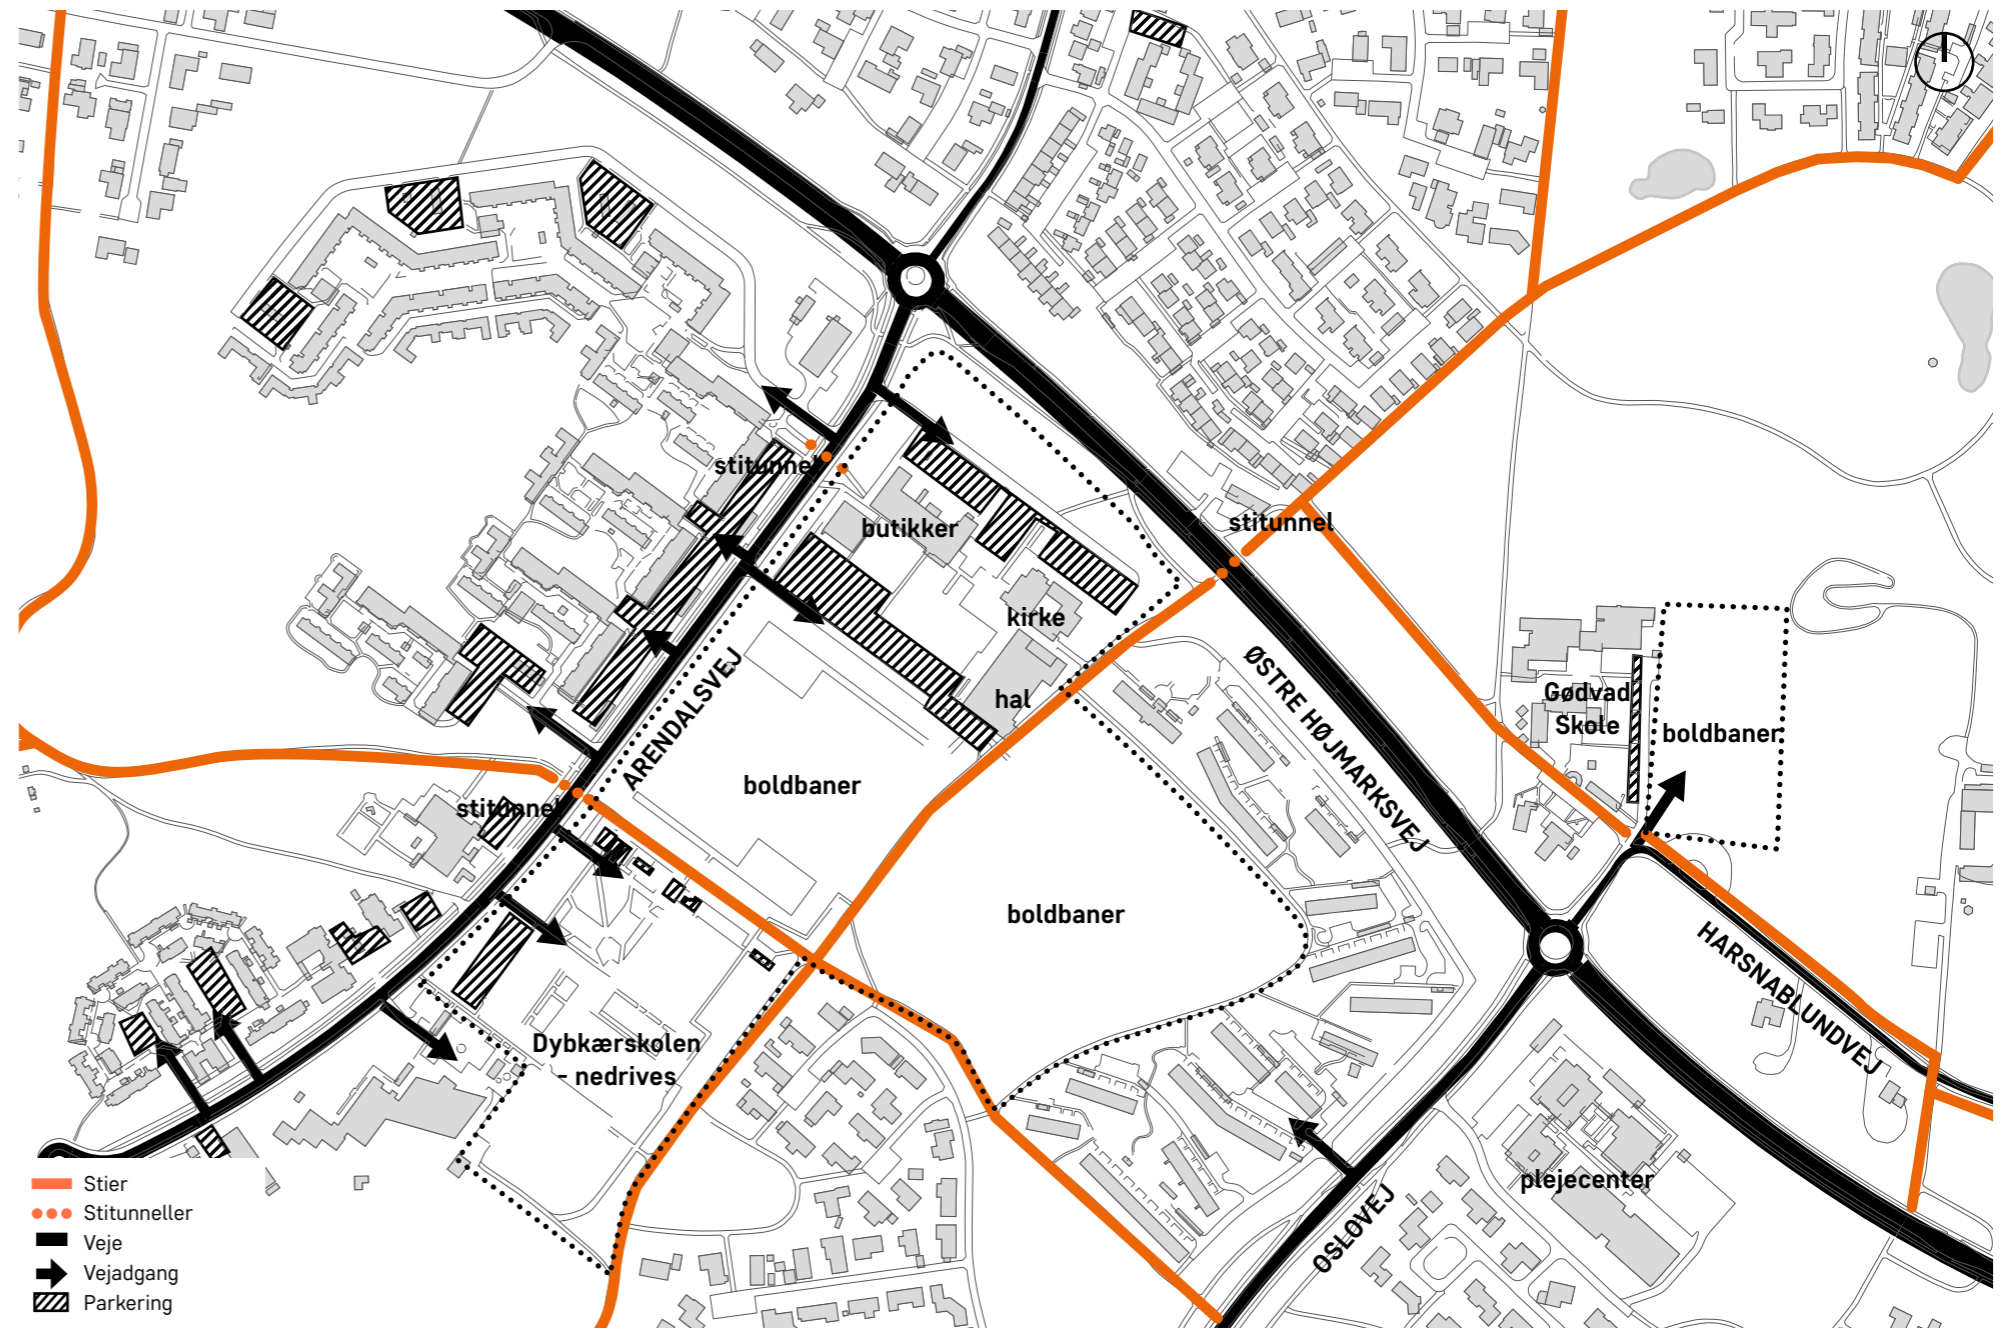 stitunnel
butikker
stitunnel
kirke
hal
ARENDALSVEJ
ØSTRE HØJMARKSVEJ
Gødvad
Skole
boldbaner
boldbaner
stitunnel
boldbaner
HARSNABLUNDVEJ
Dybkærskolen
- nedrives
plejecenter
OSLOVEJ
Stier
Stitunneller
Veje
Vejadgang
Parkering